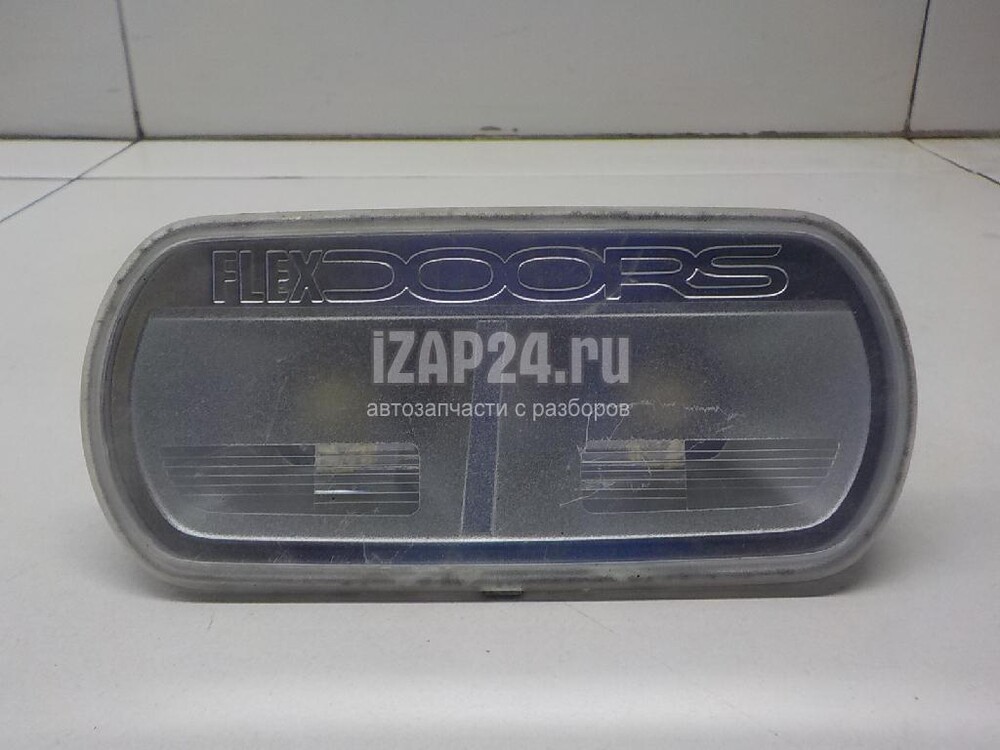 FLEXDOORS
iZAP24.ru
автозапчасти с разборов